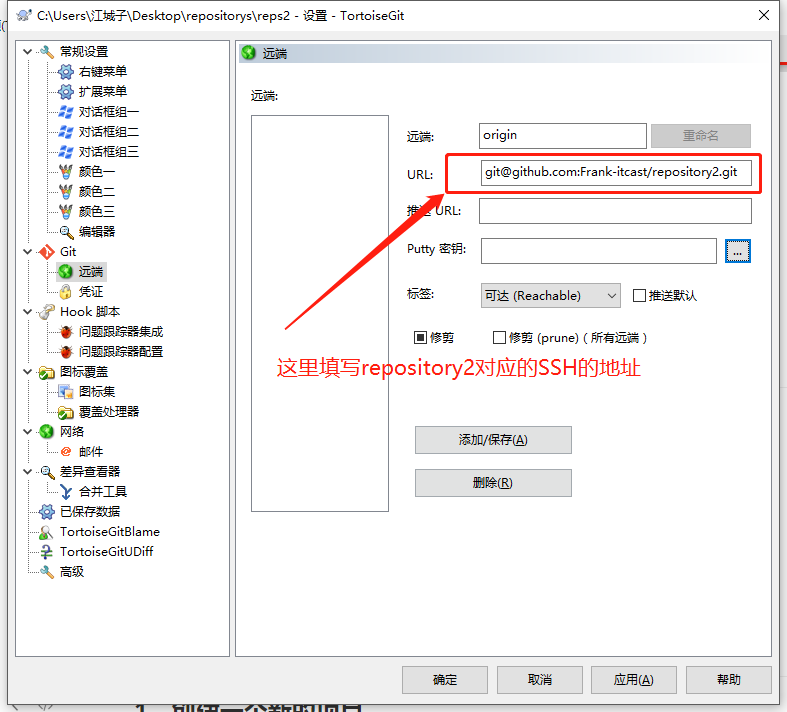 C:\Users\江城子\Desktop\repositorys\reps2 - 设置 - TortoiseGit
常规设置
右键菜单
扩展菜单
对话框组一
对话框组二
对话框组三
颜色一
颜色二
颜色三
编辑器
Git
远端
凭证
Hook 脚本
问题跟踪器集成
问题跟踪器配置
图标覆盖
图标集
覆盖处理器
网络
邮件
差异查看器
合并工具
已保存数据
TortoiseGitBlame
TortoiseGitUDiff
高级
远端
远端:
远端: origin 重命名
URL: git@github.com:Frank-itcast/repository2.git
推送 URL:
Putty 密钥: ...
标签: 可达 (Reachable) 推送默认
修剪 修剪 (prune)（所有远端）
这里填写repository2对应的SSH的地址
添加/保存(A)
删除(R)
确定 取消 应用(A) 帮助